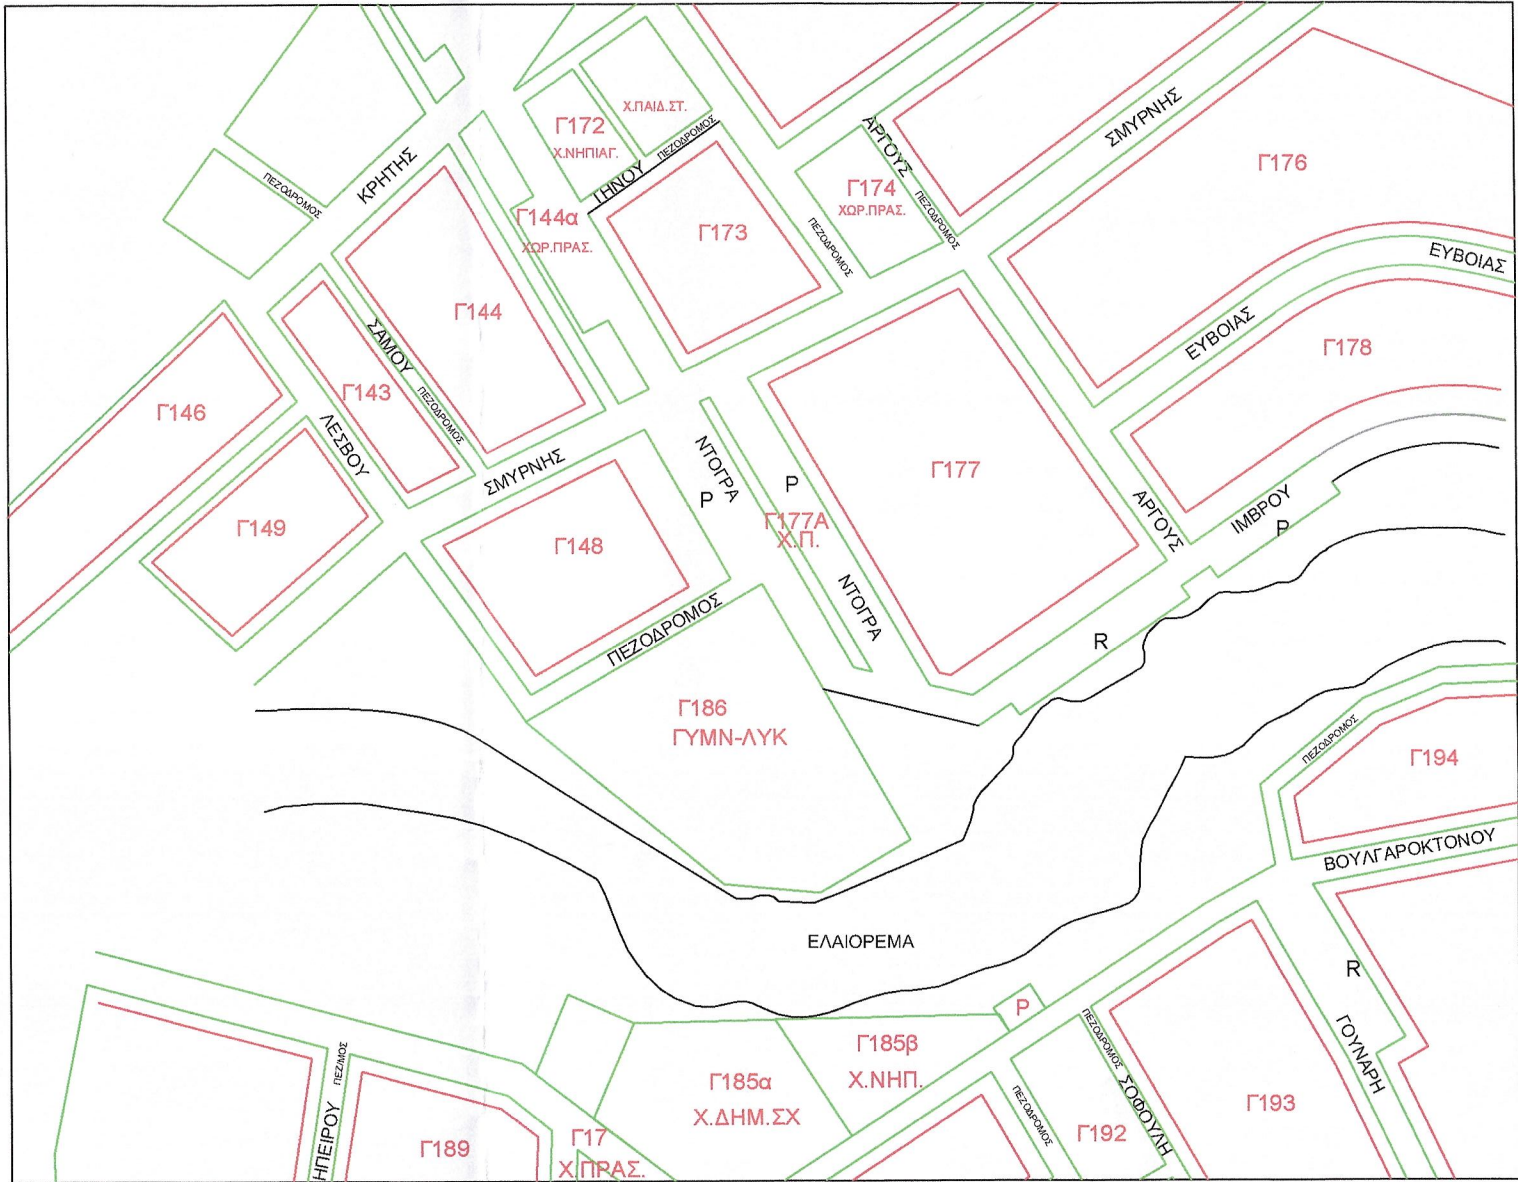 Χ.ΠΑΙΔ.ΣΤ.
Γ172
Χ.ΝΗΠΙΑΓ.
ΠΕΖΟΔΡΟΜΟΣ
ΑΡΓΟΥΣ
ΣΜΥΡΝΗΣ
Γ176
ΚΡΗΤΗΣ
ΠΕΖΟΔΡΟΜΟΣ
ΤΗΝΟΥ
Γ174
ΧΩΡ.ΠΡΑΣ.
ΠΕΖΟΔΡΟΜΟΣ
Γ144α
ΧΩΡ.ΠΡΑΣ.
Γ173
ΠΕΖΟΔΡΟΜΟΣ
ΕΥΒΟΙΑΣ
Γ144
ΣΑΜΟΥ
ΕΥΒΟΙΑΣ
Γ178
Γ146
Γ143
ΠΕΖΟΔΡΟΜΟΣ
ΛΕΣΒΟΥ
ΣΜΥΡΝΗΣ
ΝΤΟΓΡΑ
P
P
Γ177
Γ149
Γ148
Γ177Α
Χ.Π.
ΑΡΓΟΥΣ
ΙΜΒΡΟΥ
P
ΝΤΟΓΡΑ
ΠΕΖΟΔΡΟΜΟΣ
R
Γ186
ΓΥΜΝ-ΛΥΚ
ΠΕΖΟΔΡΟΜΟΣ
Γ194
ΒΟΥΛΓΑΡΟΚΤΟΝΟΥ
ΕΛΑΙΟΡΕΜΑ
R
P
Γ185β
Χ.ΝΗΠ.
ΠΕΖΟΔΡΟΜΟΣ
ΓΟΥΝΑΡΗ
ΠΕΖ/ΜΟΣ
Γ185α
Χ.ΔΗΜ.ΣΧ
ΣΟΦΟΥΛΗ
ΠΕΖΟΔΡΟΜΟΣ
Γ193
ΗΠΕΙΡΟΥ
Γ189
Γ17
Χ.ΠΡΑΣ.
Γ192